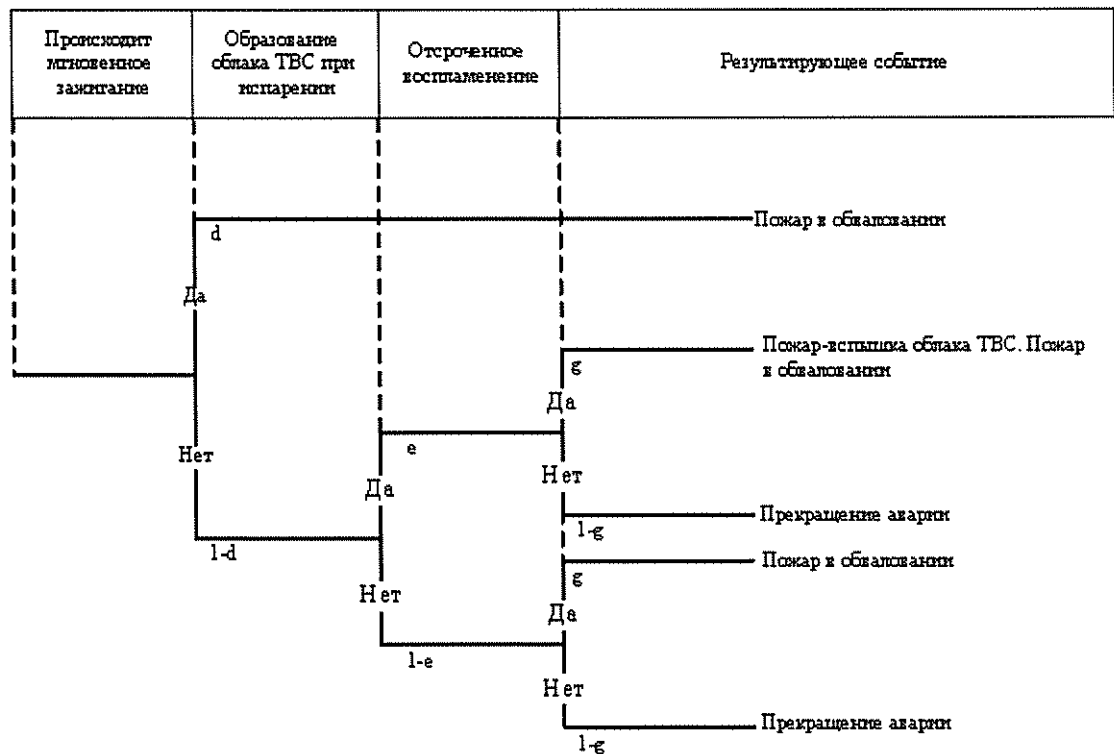 Происходит
мгновенное
зажигание
Образование
облака ТВС при
испарении
Отсроченное
воспламенение
Результирующее событие
d
Пожар в обваловании
Да
Пожар-вспышка облака ТВС. Пожар
в обваловании
g
Да
e
Нет
Да
Нет
Прекращение аварии
1-g
1-d
Пожар в обваловании
g
Нет
Да
1-e
Нет
Прекращение аварии
1-g